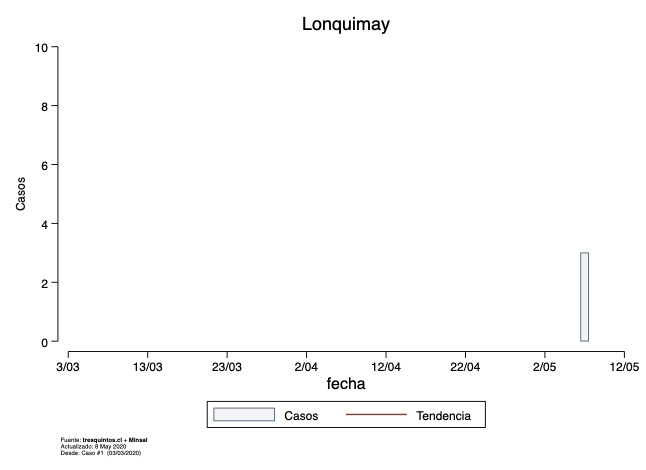 Lonquimay
10
8
6
4
2
0
Casos
3/03 13/03 23/03 2/04 12/04 22/04 2/05 12/05
fecha
Casos Tendencia
Fuente: tresquintos.cl + Minsal
Actualizado: 8 May 2020
Desde: Caso #1 (03/03/2020)